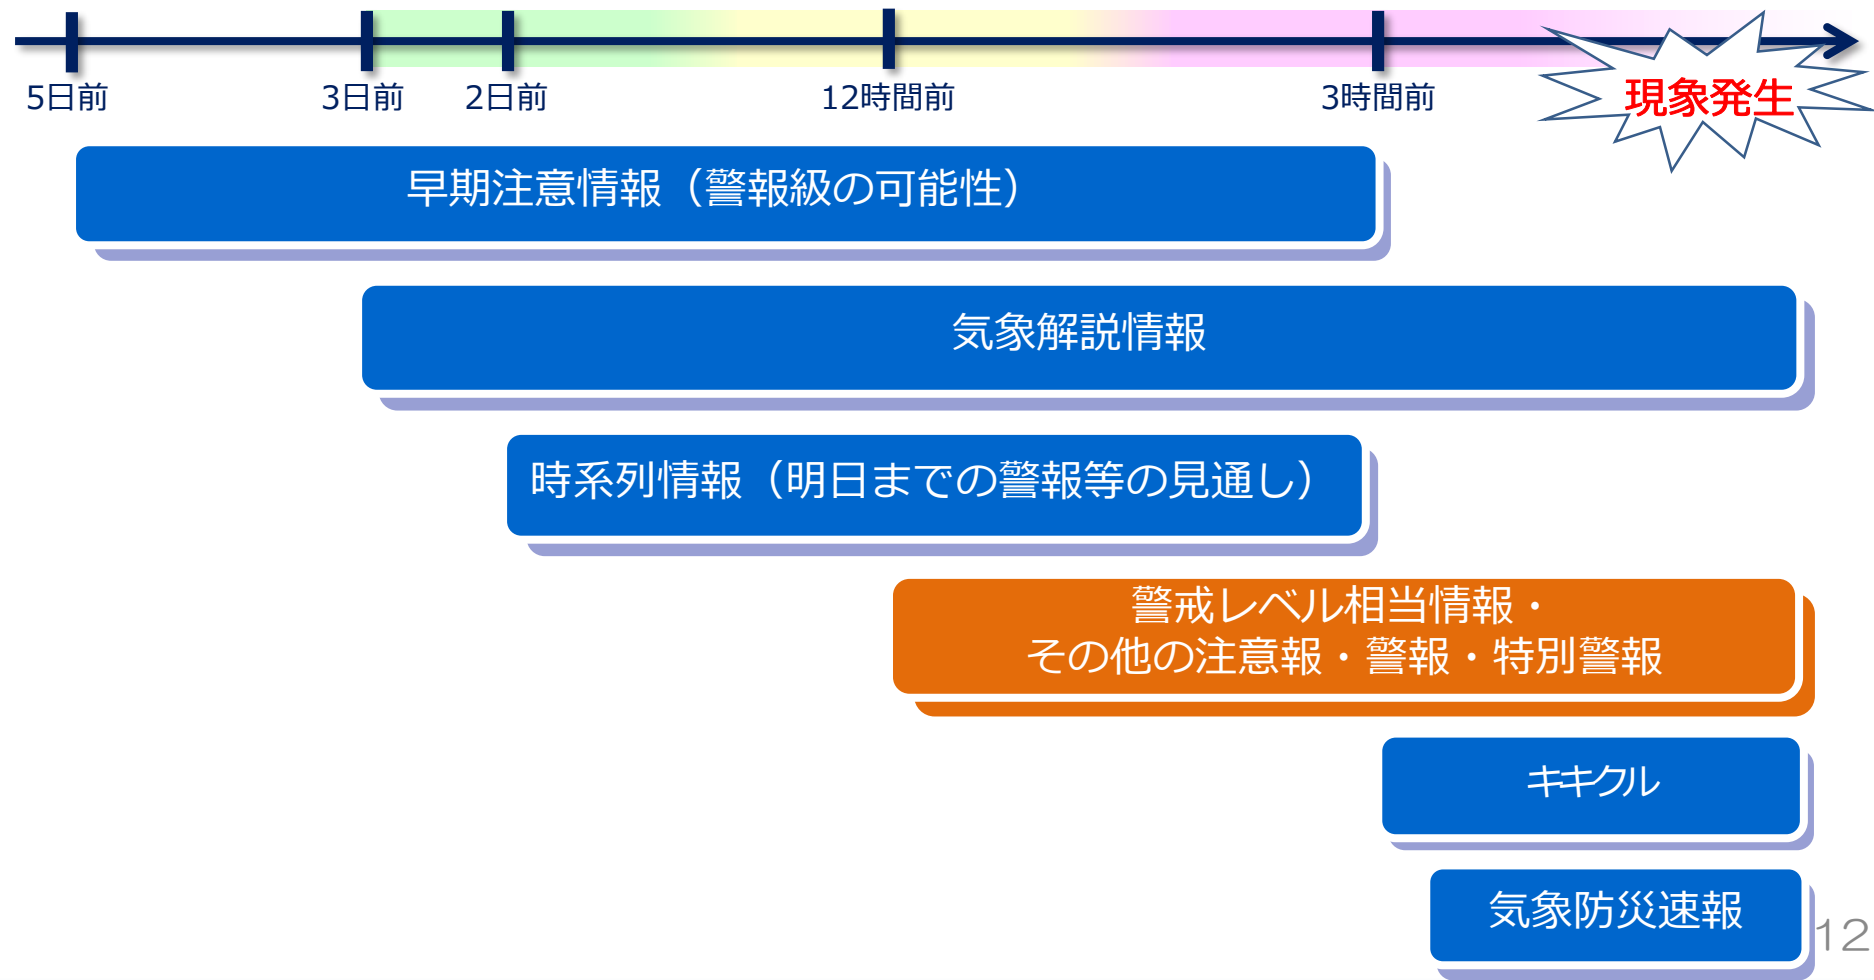 5日前
3日前
2日前
12時間前
3時間前
現象発生
早期注意情報（警報級の可能性）
気象解説情報
時系列情報（明日までの警報等の見通し）
警戒レベル相当情報・
その他の注意報・警報・特別警報
キキクル
気象防災速報
12